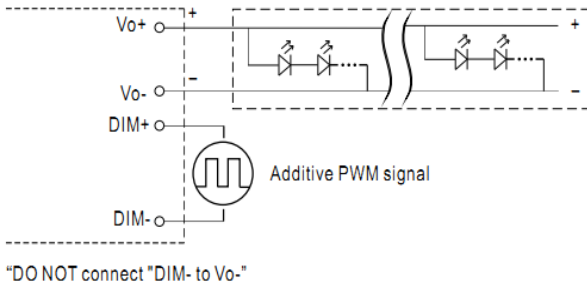 Vo+
+
+
Vo-
−
−
DIM+
Additive PWM signal
DIM-
“DO NOT connect "DIM- to Vo-”